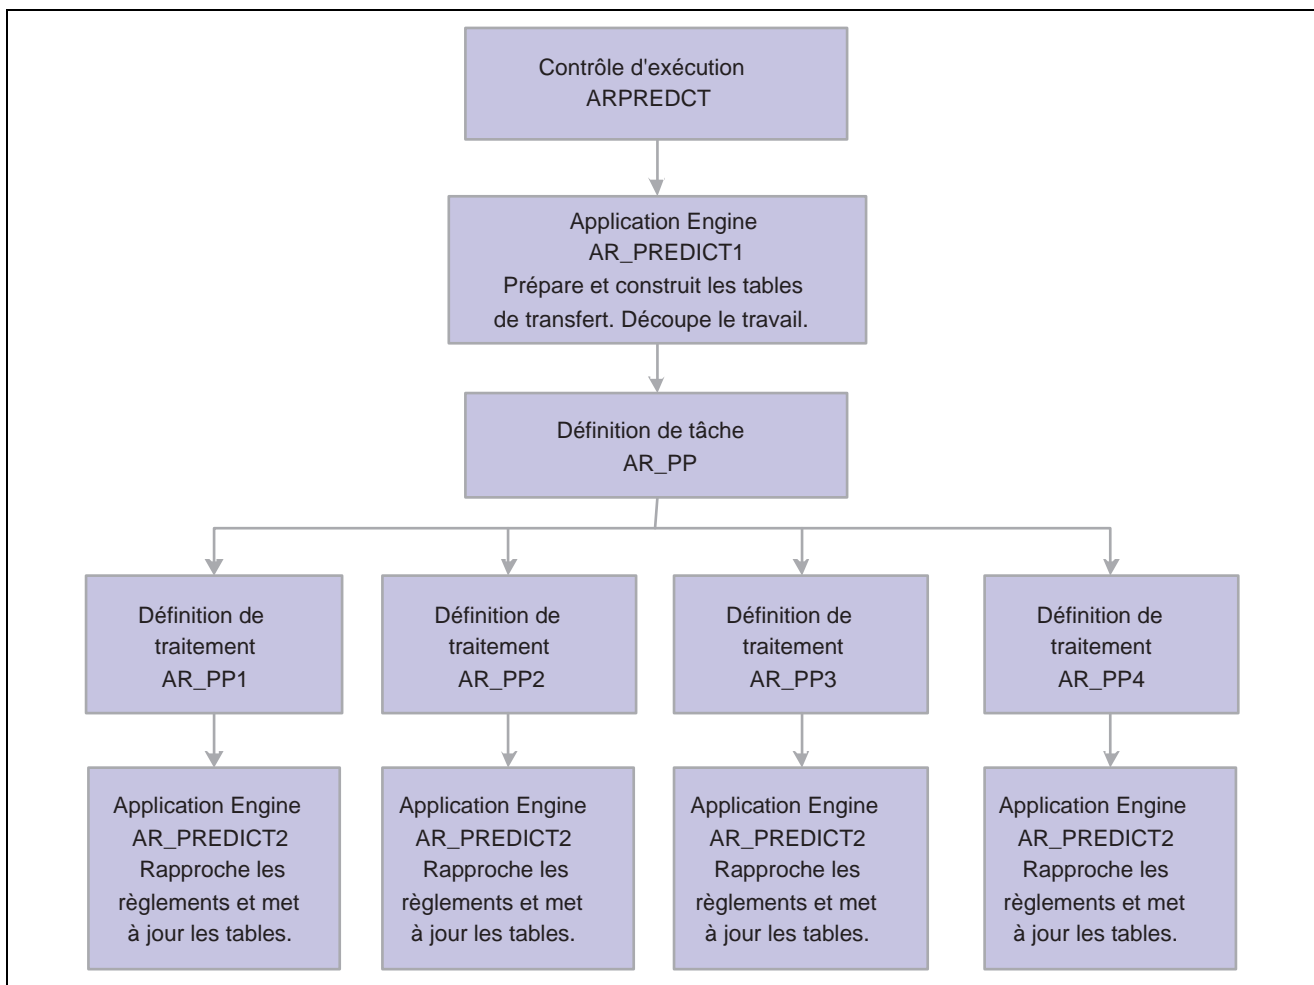 Contrôle d'exécution
ARPREDCT
Application Engine
AR_PREDICT1
Prépare et construit les tables
de transfert. Découpe le travail.
Définition de tâche
AR_PP
Définition de
traitement
AR_PP1
Définition de
traitement
AR_PP2
Définition de
traitement
AR_PP3
Définition de
traitement
AR_PP4
Application Engine
AR_PREDICT2
Rapproche les
règlements et met
à jour les tables.
Application Engine
AR_PREDICT2
Rapproche les
règlements et met
à jour les tables.
Application Engine
AR_PREDICT2
Rapproche les
règlements et met
à jour les tables.
Application Engine
AR_PREDICT2
Rapproche les
règlements et met
à jour les tables.